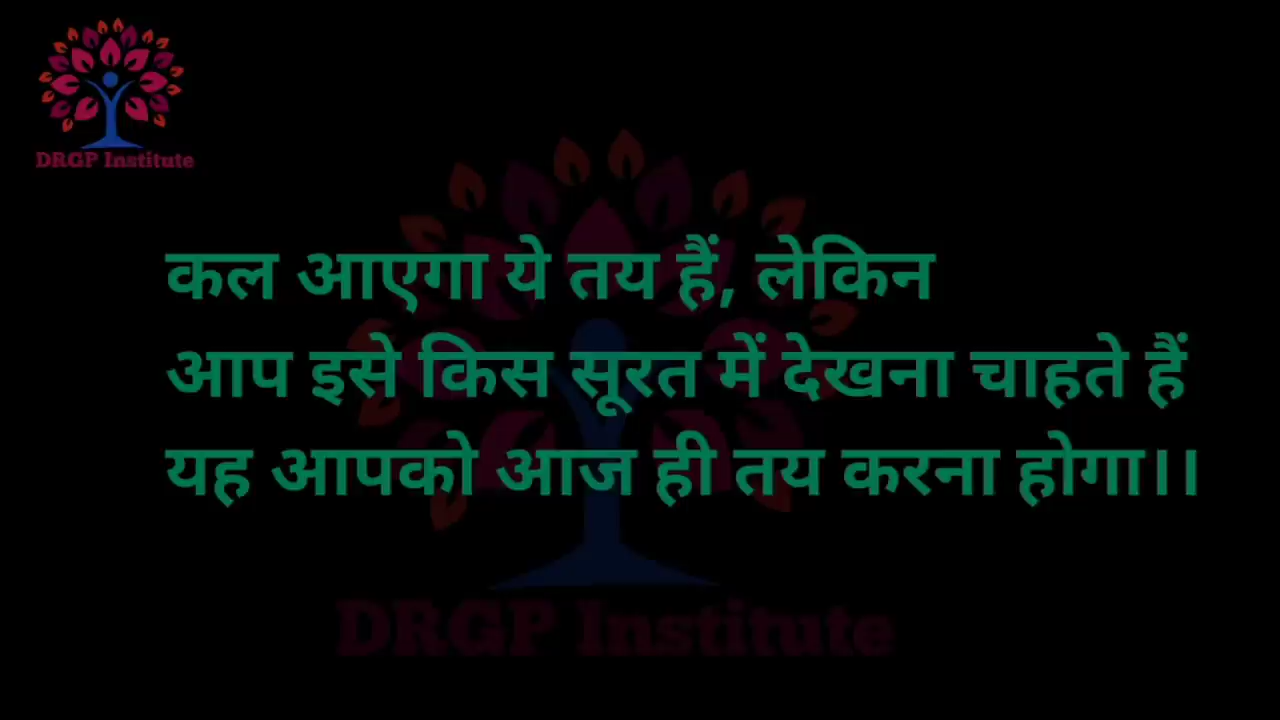 DRGP Institute
कल आएगा ये तय हैं, लेकिन
आप इसे किस सूरत में देखना चाहते हैं
यह आपको आज ही तय करना होगा।।
DRGP Institute